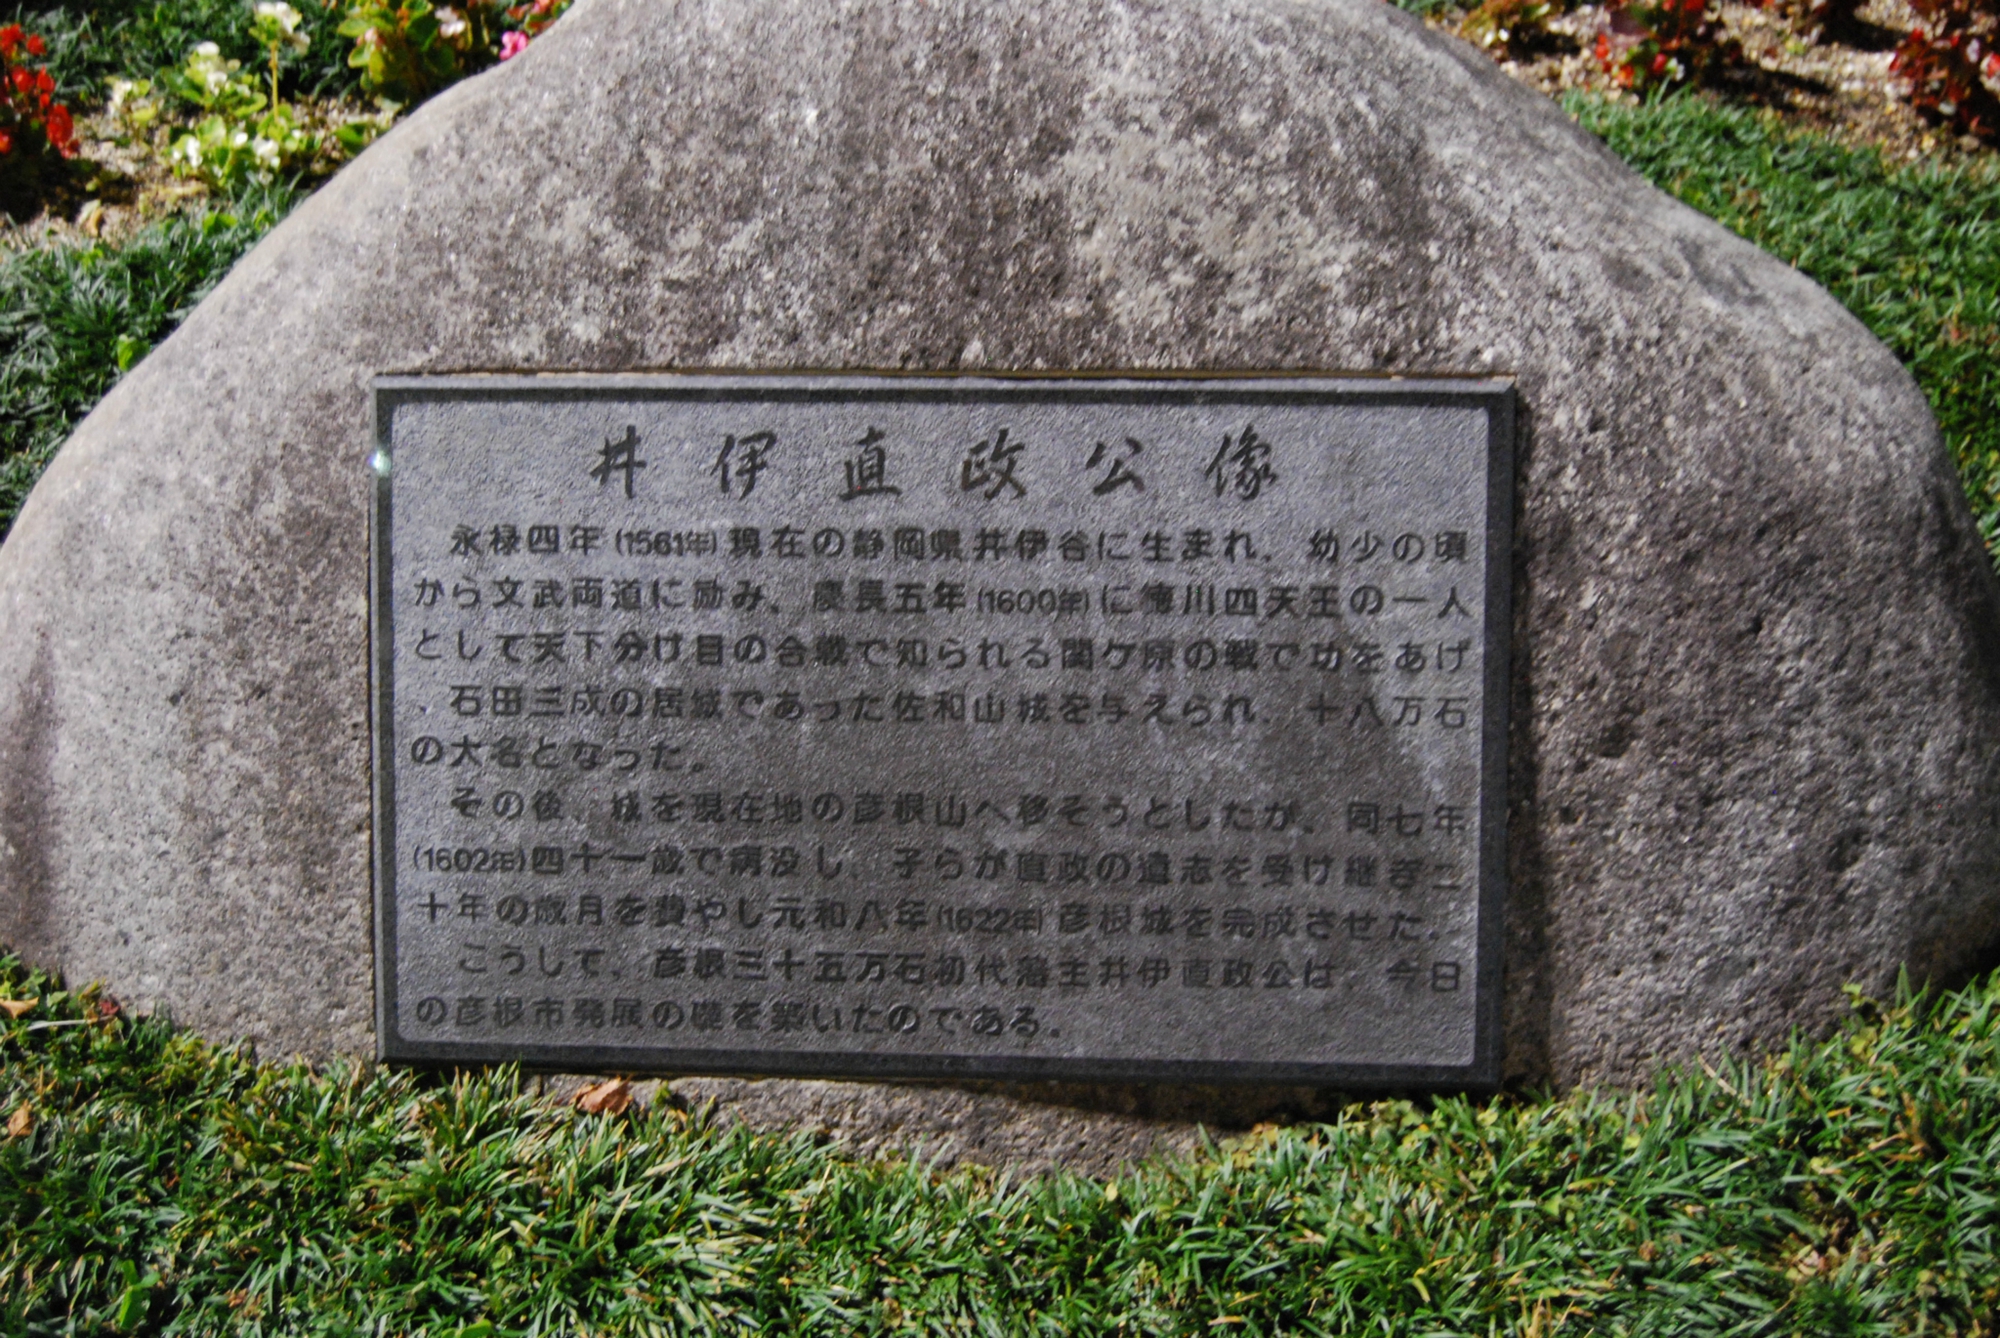 井伊直政公像
永禄四年(1561年)現在の静岡県井伊谷に生まれ、幼少の頃
から文武両道に励み、慶長五年(1600年)に徳川四天王の一人
として天下分け目の合戦で知られる関ケ原の戦で功をあげ
、石田三成の居城であった佐和山城を与えられ、十八万石
の大名となった。
その後、城を現在地の彦根山へ移そうとしたが、同七年
(1602年)四十一歳で病没し、子らが直政の遺志を受け継ぎ二
十年の歳月を費やし元和八年(1622年)彦根城を完成させた。
こうして、彦根三十五万石初代藩主井伊直政公は、今日
の彦根市発展の礎を築いたのである。